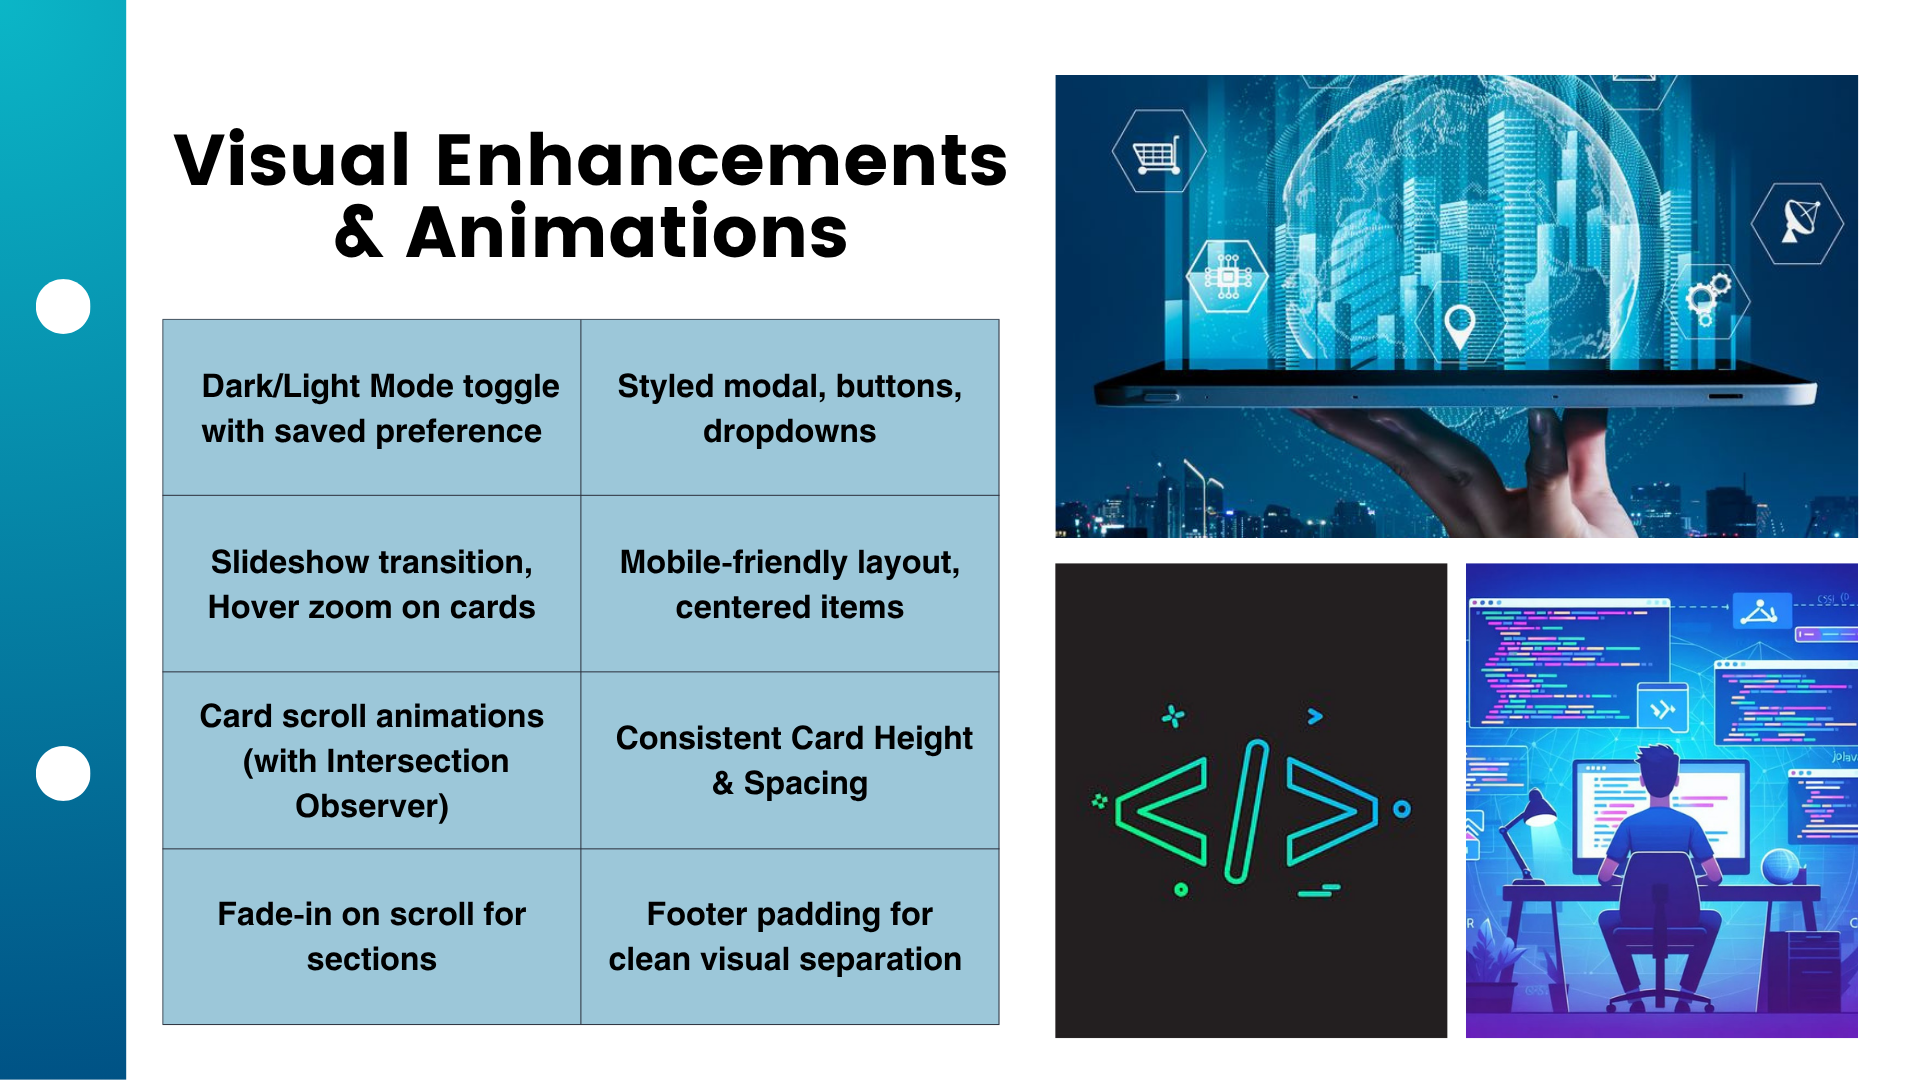 Visual Enhancements
& Animations
Dark/Light Mode toggle
with saved preference
Styled modal, buttons,
dropdowns
Slideshow transition,
Hover zoom on cards
Mobile-friendly layout,
centered items
Card scroll animations
(with Intersection
Observer)
Consistent Card Height
& Spacing
Fade-in on scroll for
sections
Footer padding for
clean visual separation